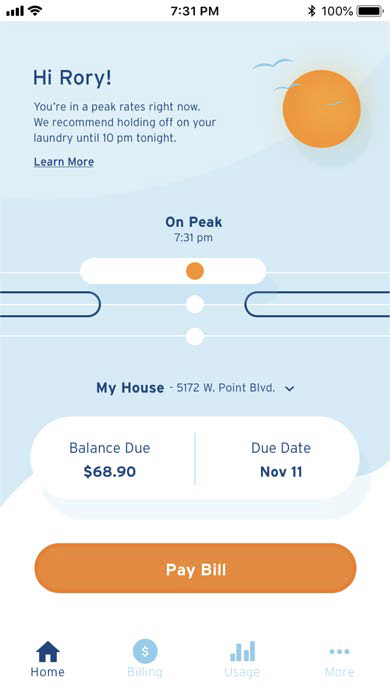 7:31 PM
100%
Hi Rory!
You're in a peak rates right now.
We recommend holding off on your
laundry until 10 pm tonight.
Learn More
On Peak
7:31 pm
My House - 5172 W. Point Blvd.
Balance Due
$68.90
Due Date
Nov 11
Pay Bill
$
Home
Billing
Usage
More